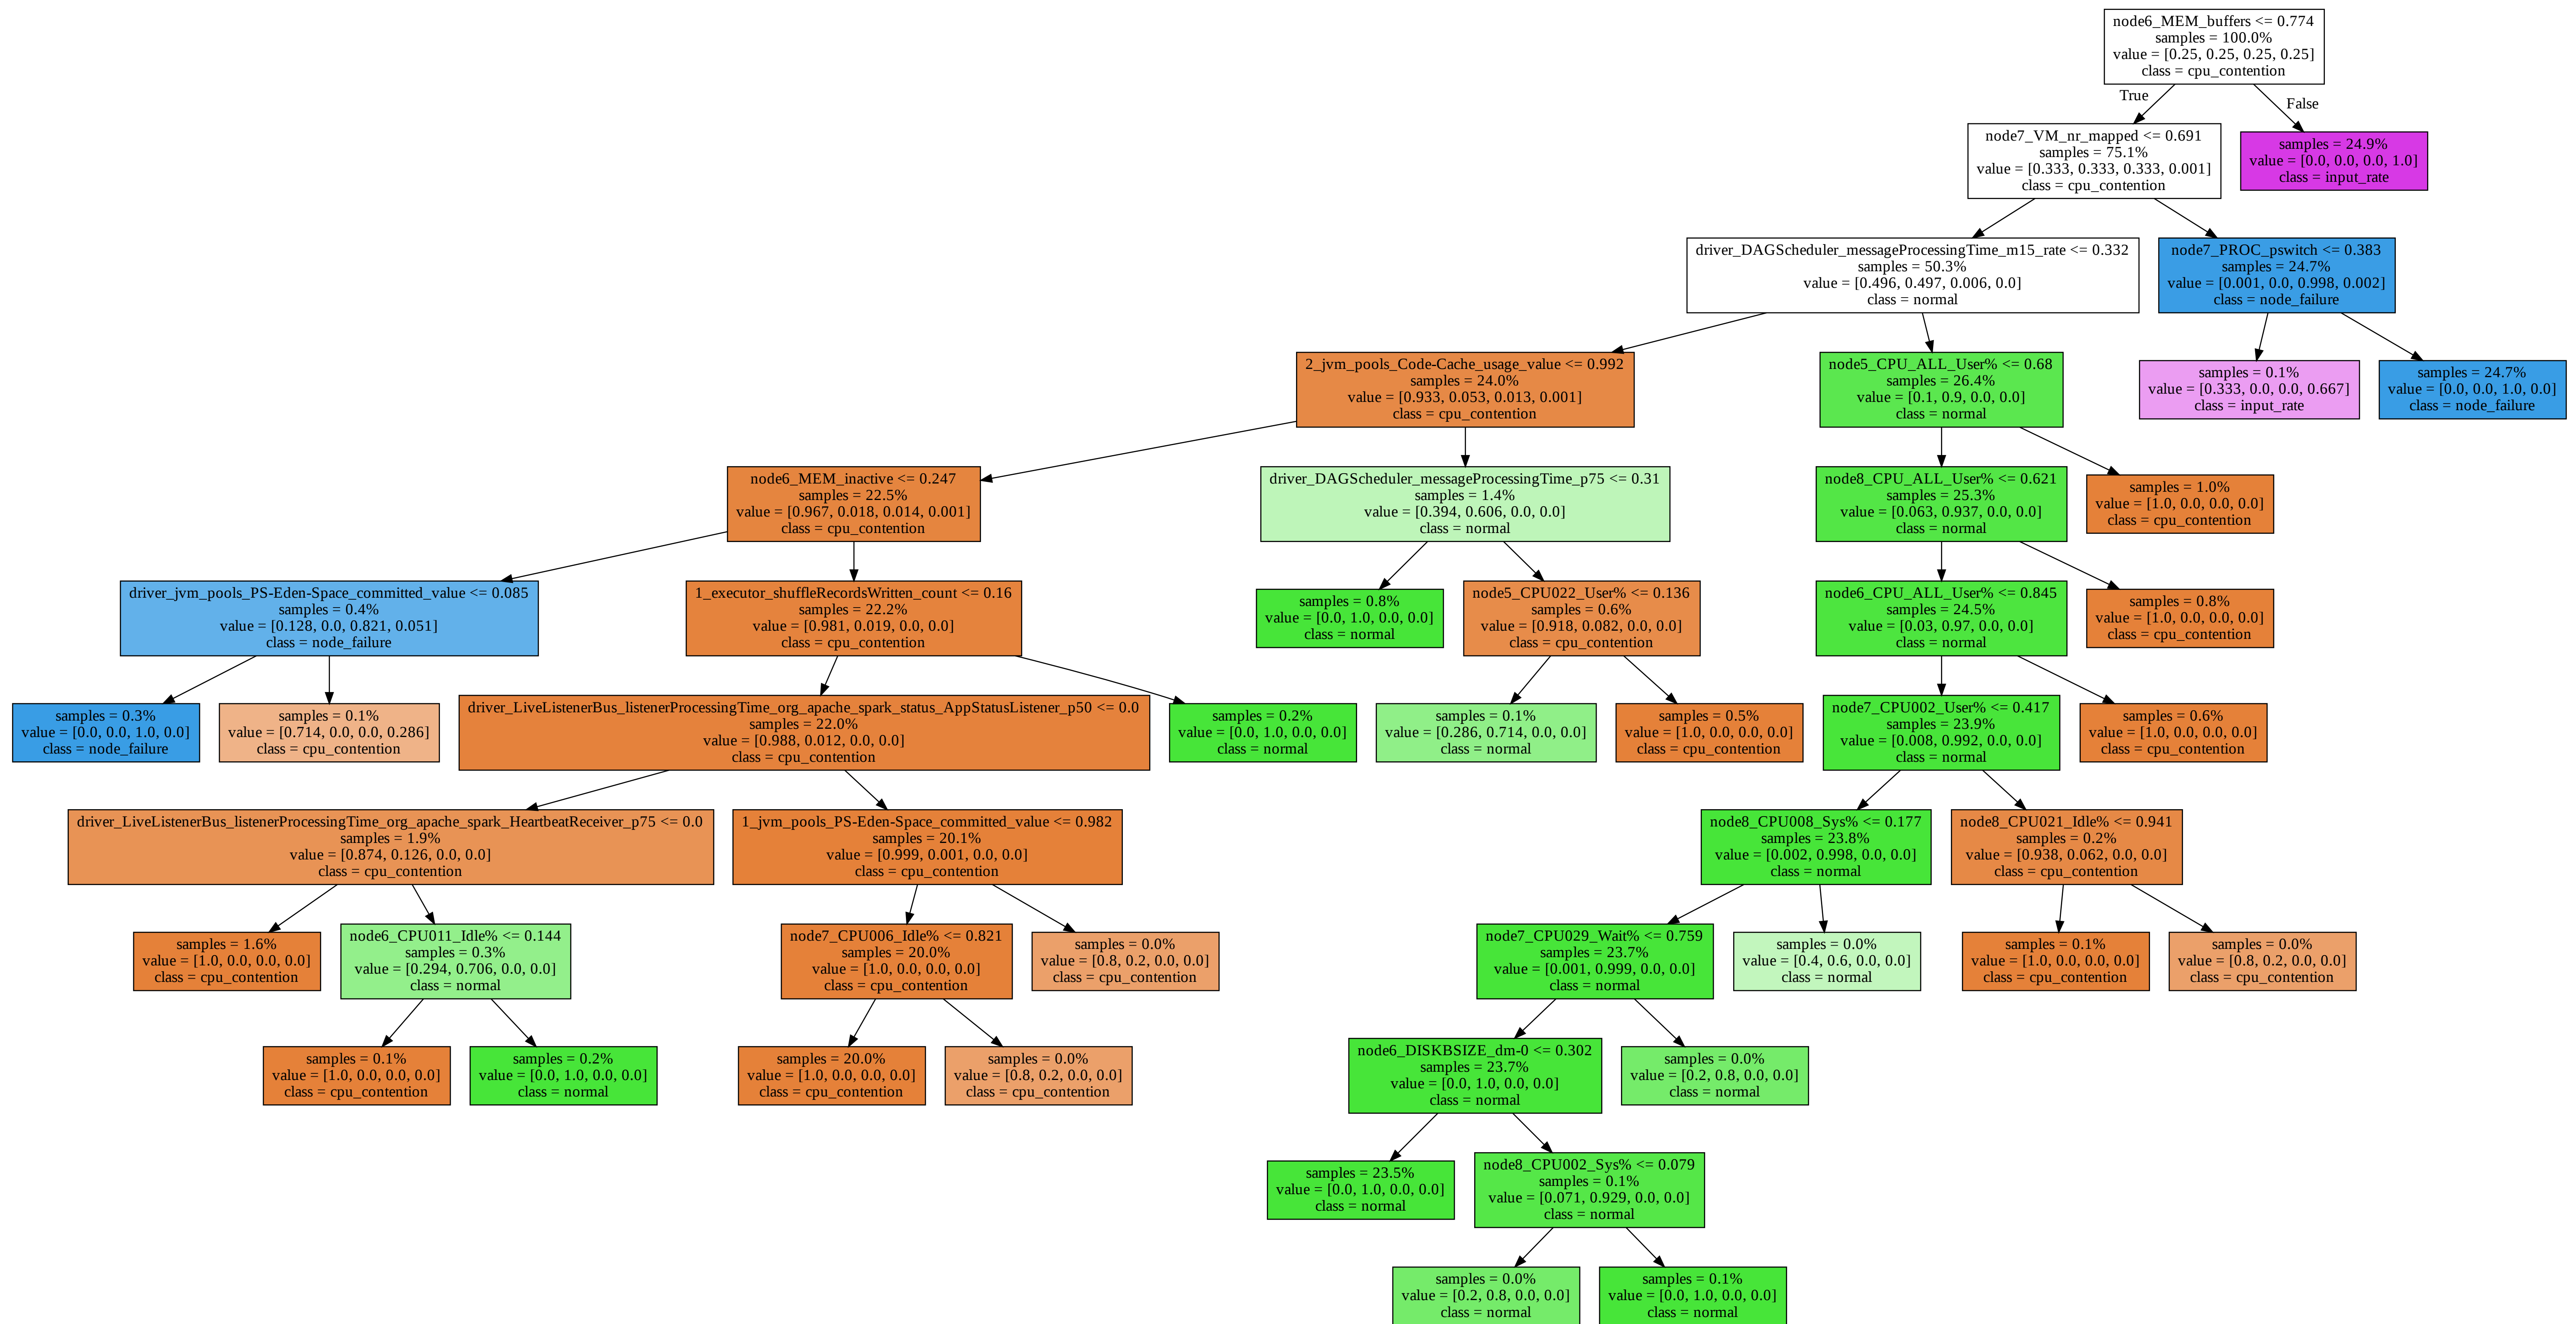 node6_MEM_buffers <= 0.774
samples = 100.0%
value = [0.25, 0.25, 0.25, 0.25]
class = cpu_contention
True
False
node7_VM_nr_mapped <= 0.691
samples = 75.1%
value = [0.333, 0.333, 0.333, 0.001]
class = cpu_contention
samples = 24.9%
value = [0.0, 0.0, 0.0, 1.0]
class = input_rate
driver_DAGScheduler_messageProcessingTime_m15_rate <= 0.332
samples = 50.3%
value = [0.496, 0.497, 0.006, 0.0]
class = normal
node7_PROC_pswitch <= 0.383
samples = 24.7%
value = [0.001, 0.0, 0.998, 0.002]
class = node_failure
2_jvm_pools_Code-Cache_usage_value <= 0.992
samples = 24.0%
value = [0.933, 0.053, 0.013, 0.001]
class = cpu_contention
node5_CPU_ALL_User% <= 0.68
samples = 26.4%
value = [0.1, 0.9, 0.0, 0.0]
class = normal
samples = 0.1%
value = [0.333, 0.0, 0.0, 0.667]
class = input_rate
samples = 24.7%
value = [0.0, 0.0, 1.0, 0.0]
class = node_failure
node6_MEM_inactive <= 0.247
samples = 22.5%
value = [0.967, 0.018, 0.014, 0.001]
class = cpu_contention
driver_DAGScheduler_messageProcessingTime_p75 <= 0.31
samples = 1.4%
value = [0.394, 0.606, 0.0, 0.0]
class = normal
node8_CPU_ALL_User% <= 0.621
samples = 25.3%
value = [0.063, 0.937, 0.0, 0.0]
class = normal
samples = 1.0%
value = [1.0, 0.0, 0.0, 0.0]
class = cpu_contention
driver_jvm_pools_PS-Eden-Space_committed_value <= 0.085
samples = 0.4%
value = [0.128, 0.0, 0.821, 0.051]
class = node_failure
1_executor_shuffleRecordsWritten_count <= 0.16
samples = 22.2%
value = [0.981, 0.019, 0.0, 0.0]
class = cpu_contention
samples = 0.8%
value = [0.0, 1.0, 0.0, 0.0]
class = normal
node5_CPU022_User% <= 0.136
samples = 0.6%
value = [0.918, 0.082, 0.0, 0.0]
class = cpu_contention
node6_CPU_ALL_User% <= 0.845
samples = 24.5%
value = [0.03, 0.97, 0.0, 0.0]
class = normal
samples = 0.8%
value = [1.0, 0.0, 0.0, 0.0]
class = cpu_contention
samples = 0.3%
value = [0.0, 0.0, 1.0, 0.0]
class = node_failure
samples = 0.1%
value = [0.714, 0.0, 0.0, 0.286]
class = cpu_contention
driver_LiveListenerBus_listenerProcessingTime_org_apache_spark_status_AppStatusListener_p50 <= 0.0
samples = 22.0%
value = [0.988, 0.012, 0.0, 0.0]
class = cpu_contention
samples = 0.2%
value = [0.0, 1.0, 0.0, 0.0]
class = normal
samples = 0.1%
value = [0.286, 0.714, 0.0, 0.0]
class = normal
samples = 0.5%
value = [1.0, 0.0, 0.0, 0.0]
class = cpu_contention
node7_CPU002_User% <= 0.417
samples = 23.9%
value = [0.008, 0.992, 0.0, 0.0]
class = normal
samples = 0.6%
value = [1.0, 0.0, 0.0, 0.0]
class = cpu_contention
driver_LiveListenerBus_listenerProcessingTime_org_apache_spark_HeartbeatReceiver_p75 <= 0.0
samples = 1.9%
value = [0.874, 0.126, 0.0, 0.0]
class = cpu_contention
1_jvm_pools_PS-Eden-Space_committed_value <= 0.982
samples = 20.1%
value = [0.999, 0.001, 0.0, 0.0]
class = cpu_contention
node8_CPU008_Sys% <= 0.177
samples = 23.8%
value = [0.002, 0.998, 0.0, 0.0]
class = normal
node8_CPU021_Idle% <= 0.941
samples = 0.2%
value = [0.938, 0.062, 0.0, 0.0]
class = cpu_contention
samples = 1.6%
value = [1.0, 0.0, 0.0, 0.0]
class = cpu_contention
node6_CPU011_Idle% <= 0.144
samples = 0.3%
value = [0.294, 0.706, 0.0, 0.0]
class = normal
node7_CPU006_Idle% <= 0.821
samples = 20.0%
value = [1.0, 0.0, 0.0, 0.0]
class = cpu_contention
samples = 0.0%
value = [0.8, 0.2, 0.0, 0.0]
class = cpu_contention
node7_CPU029_Wait% <= 0.759
samples = 23.7%
value = [0.001, 0.999, 0.0, 0.0]
class = normal
samples = 0.0%
value = [0.4, 0.6, 0.0, 0.0]
class = normal
samples = 0.1%
value = [1.0, 0.0, 0.0, 0.0]
class = cpu_contention
samples = 0.0%
value = [0.8, 0.2, 0.0, 0.0]
class = cpu_contention
samples = 0.1%
value = [1.0, 0.0, 0.0, 0.0]
class = cpu_contention
samples = 0.2%
value = [0.0, 1.0, 0.0, 0.0]
class = normal
samples = 20.0%
value = [1.0, 0.0, 0.0, 0.0]
class = cpu_contention
samples = 0.0%
value = [0.8, 0.2, 0.0, 0.0]
class = cpu_contention
node6_DISKBSIZE_dm-0 <= 0.302
samples = 23.7%
value = [0.0, 1.0, 0.0, 0.0]
class = normal
samples = 0.0%
value = [0.2, 0.8, 0.0, 0.0]
class = normal
samples = 23.5%
value = [0.0, 1.0, 0.0, 0.0]
class = normal
node8_CPU002_Sys% <= 0.079
samples = 0.1%
value = [0.071, 0.929, 0.0, 0.0]
class = normal
samples = 0.0%
value = [0.2, 0.8, 0.0, 0.0]
class = normal
samples = 0.1%
value = [0.0, 1.0, 0.0, 0.0]
class = normal